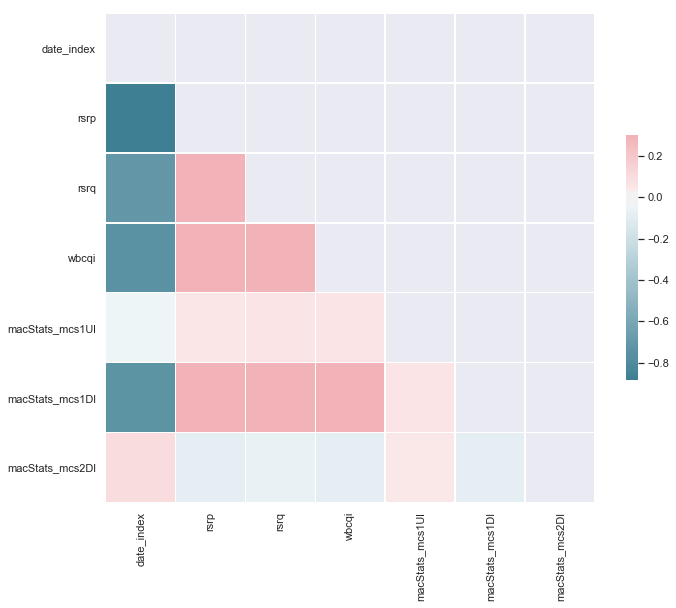 date_index
rsrp
rsrq
wbcqi
macStats_mcs1Ul
macStats_mcs1Dl
macStats_mcs2Dl
date_index
rsrp
rsrq
wbcqi
macStats_mcs1Ul
macStats_mcs1Dl
macStats_mcs2Dl
0.2
0.0
−0.2
−0.4
−0.6
−0.8